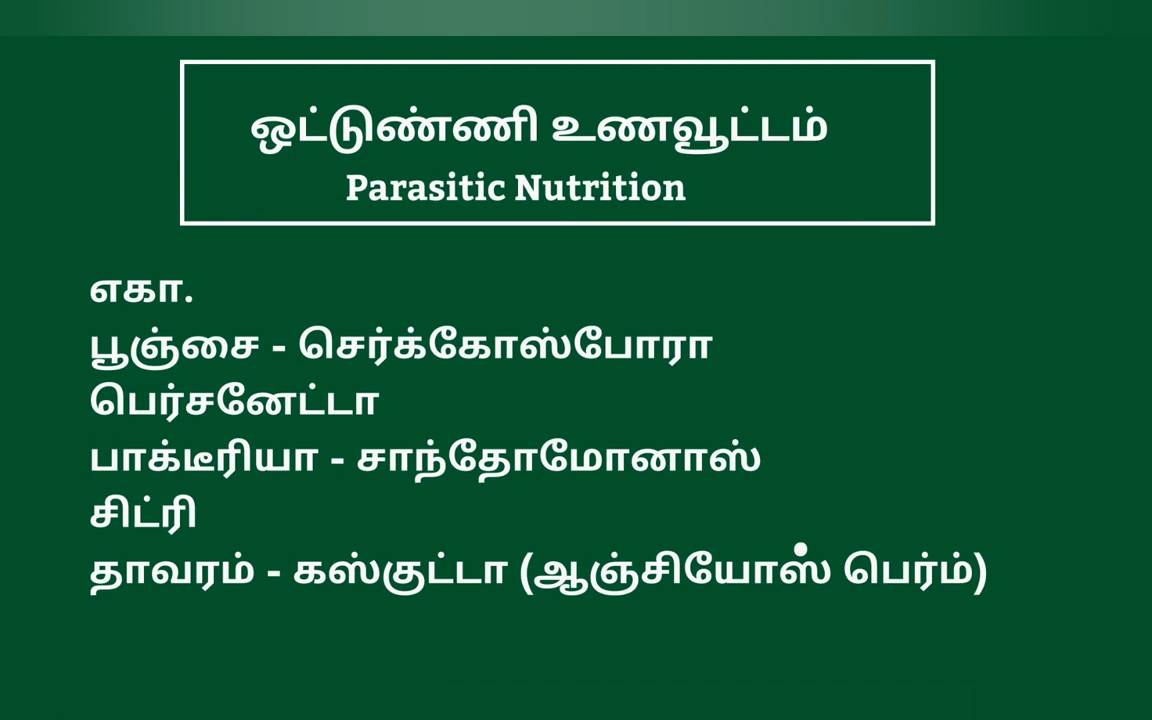 ஒட்டுண்ணி உணவூட்டம்
Parasitic Nutrition
எகா.
பூஞ்சை - செர்க்கோஸ்போரா
பெர்சனேட்டா
பாக்டீரியா - சாந்தோமோனாஸ்
சிட்ரி
தாவரம் - கஸ்குட்டா (ஆஞ்சியோஸ் பெர்ம்)